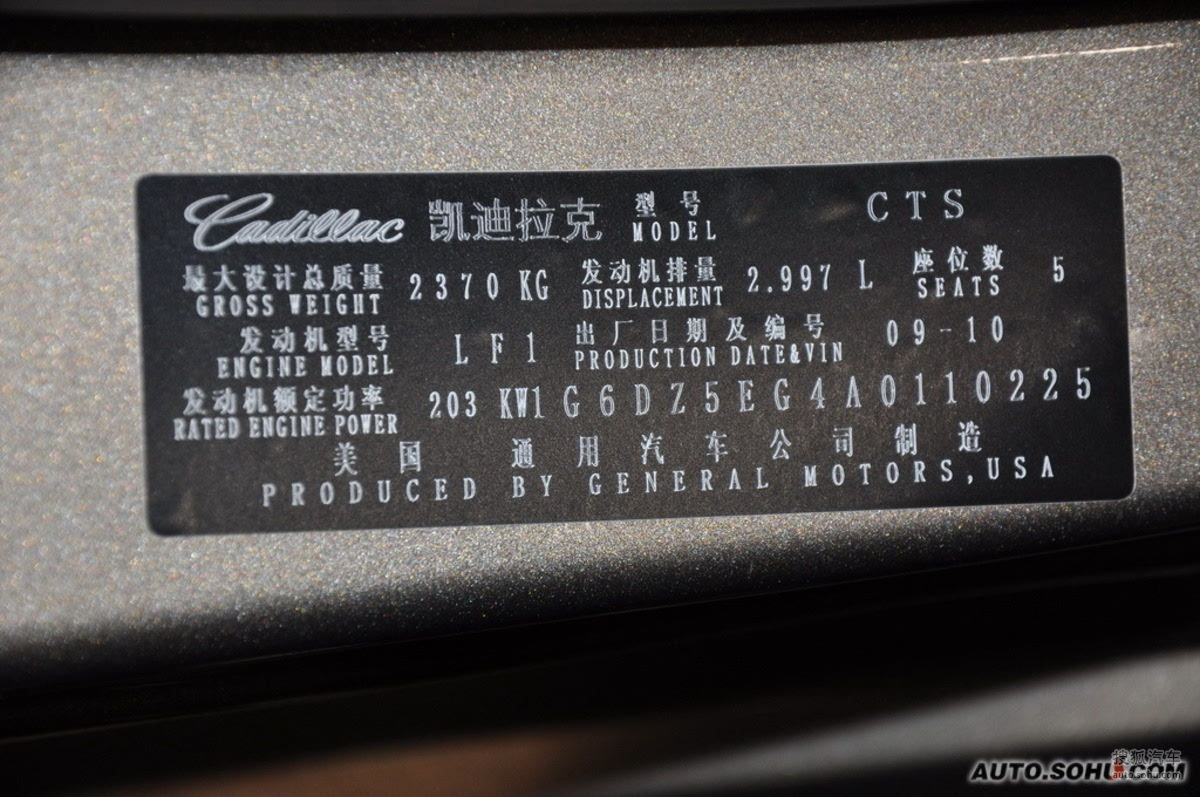 Cadillac 凯迪拉克 型号 MODEL CTS
最大设计总质量 GROSS WEIGHT 2370 KG 发动机排量 DISPLACEMENT 2.997 L 座位数 SEATS 5
发动机型号 ENGINE MODEL LF1 出厂日期及编号 PRODUCTION DATE&VIN 09-10
发动机额定功率 RATED ENGINE POWER 203 KW 1G6DZ5EG4A0110225
美国 通用汽车公司制造
PRODUCED BY GENERAL MOTORS,USA
搜狐汽车
AUTO.SOHU.COM
auto.sohu.com